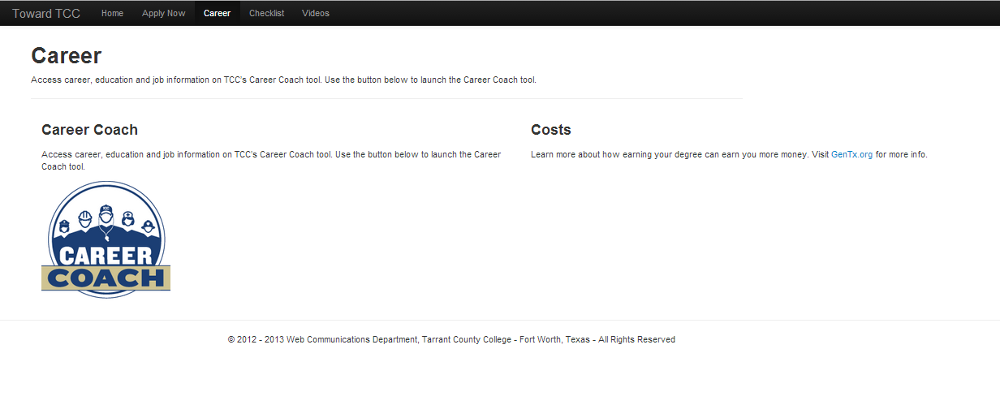 Toward TCC Home Apply Now Career Checklist Videos
Career
Access career, education and job information on TCC's Career Coach tool. Use the button below to launch the Career Coach tool.
Career Coach
Access career, education and job information on TCC's Career Coach tool. Use the button below to launch the Career
Coach tool.
TCC
CAREER
COACH
Costs
Learn more about how earning your degree can earn you more money. Visit GenTx.org for more info.
© 2012 - 2013 Web Communications Department, Tarrant County College - Fort Worth, Texas - All Rights Reserved